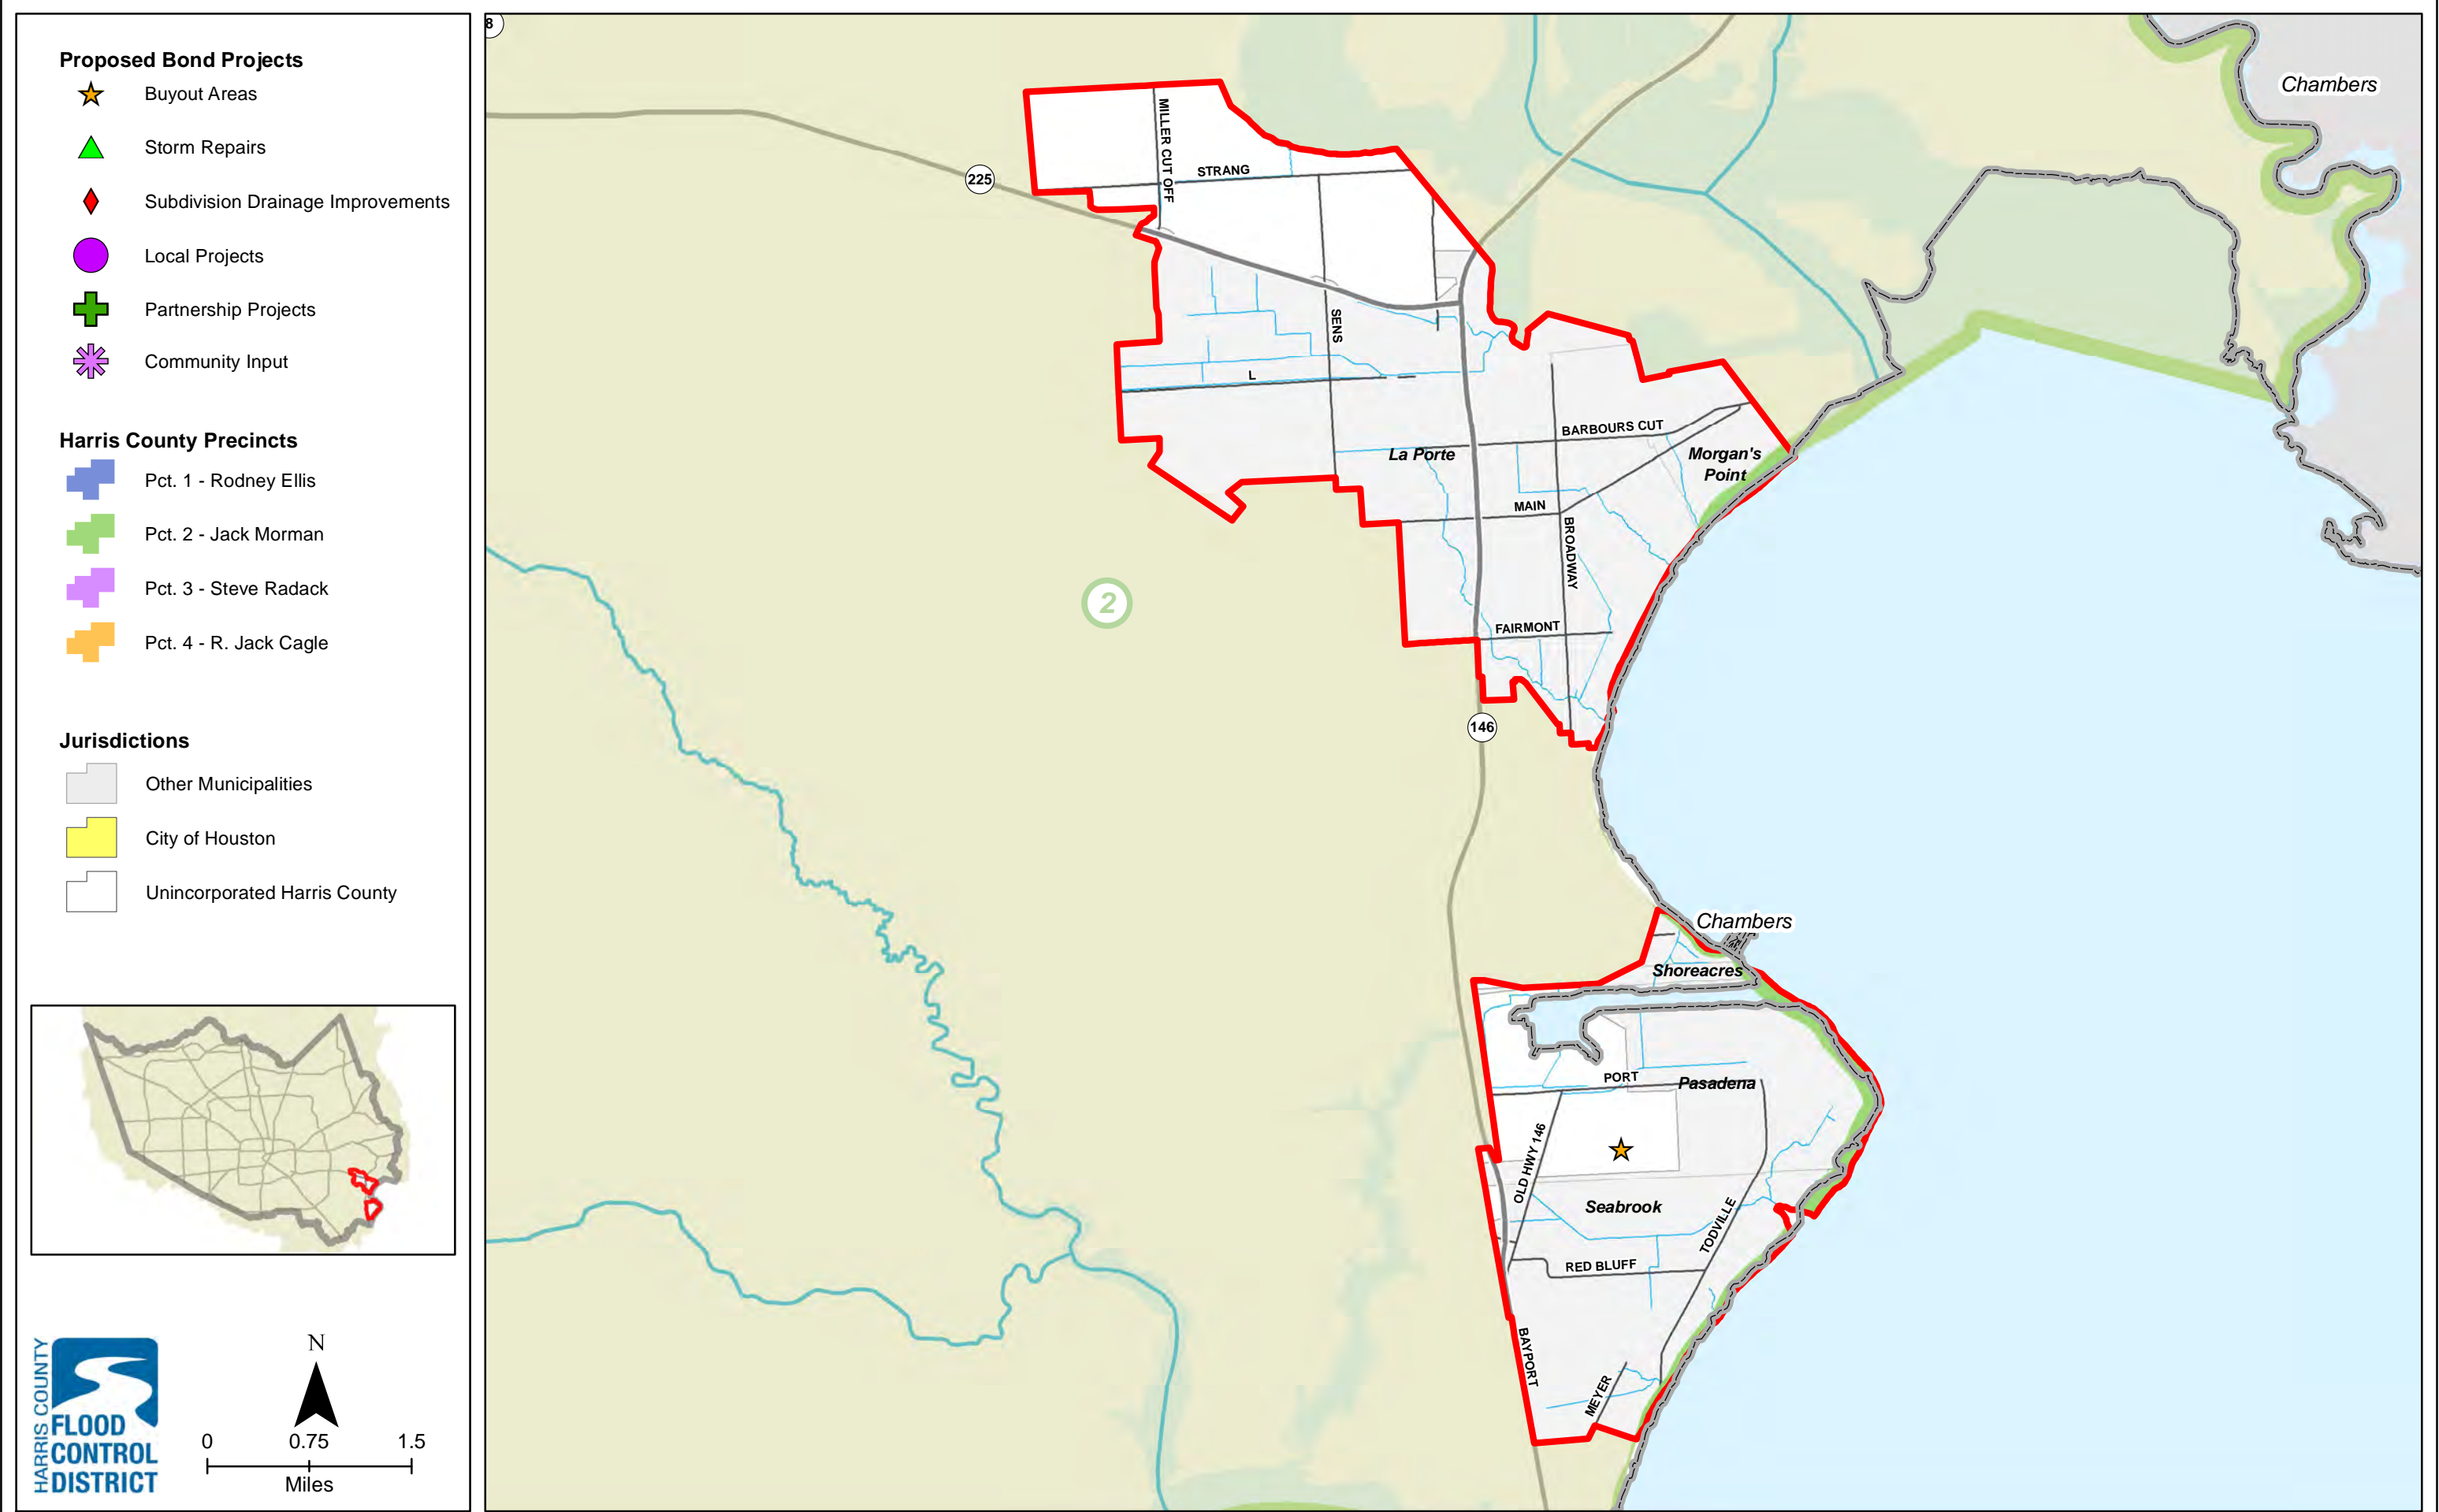 Proposed Bond Projects
Buyout Areas
Storm Repairs
Subdivision Drainage Improvements
Local Projects
Partnership Projects
Community Input
Harris County Precincts
Pct. 1 - Rodney Ellis
Pct. 2 - Jack Morman
Pct. 3 - Steve Radack
Pct. 4 - R. Jack Cagle
Jurisdictions
Other Municipalities
City of Houston
Unincorporated Harris County
HARRIS COUNTY
FLOOD
CONTROL
DISTRICT
N
0 0.75 1.5
Miles
8
Chambers
MILLER CUT OFF
STRANG
225
SENS
L
BARBOURS CUT
La Porte
Morgan's
Point
MAIN
BROADWAY
2
FAIRMONT
146
Chambers
Shoreacres
PORT
Pasadena
OLD HWY 146
Seabrook
TODVILLE
RED BLUFF
BAYPORT
MEYER